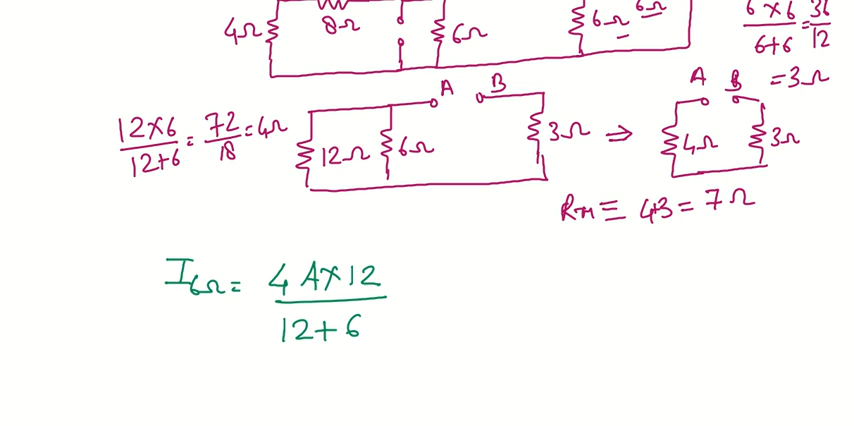 4Ω 8Ω 6Ω 6Ω 6Ω 6×6/6+6 = 36/12
= 3Ω
A B A B
12×6/12+6 = 72/18 = 4Ω 12Ω 6Ω 3Ω ⇒ 4Ω 3Ω
RTH = 4+3 = 7Ω
I6Ω = 4A×12/12+6